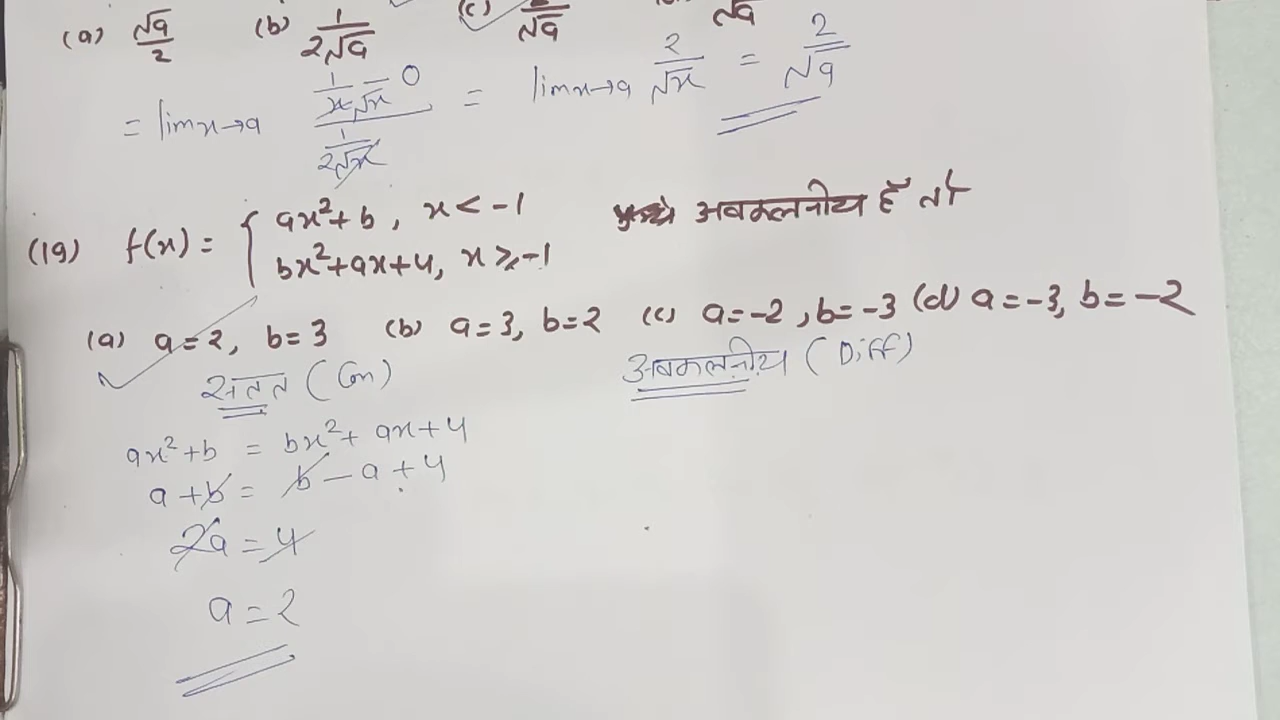 (a) √a/2 (b) 1/2√a (c) /√a √a
= lim x→a (1/x √x - 0)/(1/2√x) = lim x→a 2/√x = 2/√a
(19) f(x) = { ax²+b, x < -1 अवकलनीय हैं तो
bx²+ax+4, x ≥ -1
(a) a=2, b=3 (b) a=3, b=2 (c) a=-2, b=-3 (d) a=-3, b=-2
सतत (Con) अवकलनीय (Diff)
ax²+b = bx²+ax+4
a+b = b-a+4
2a = 4
a = 2